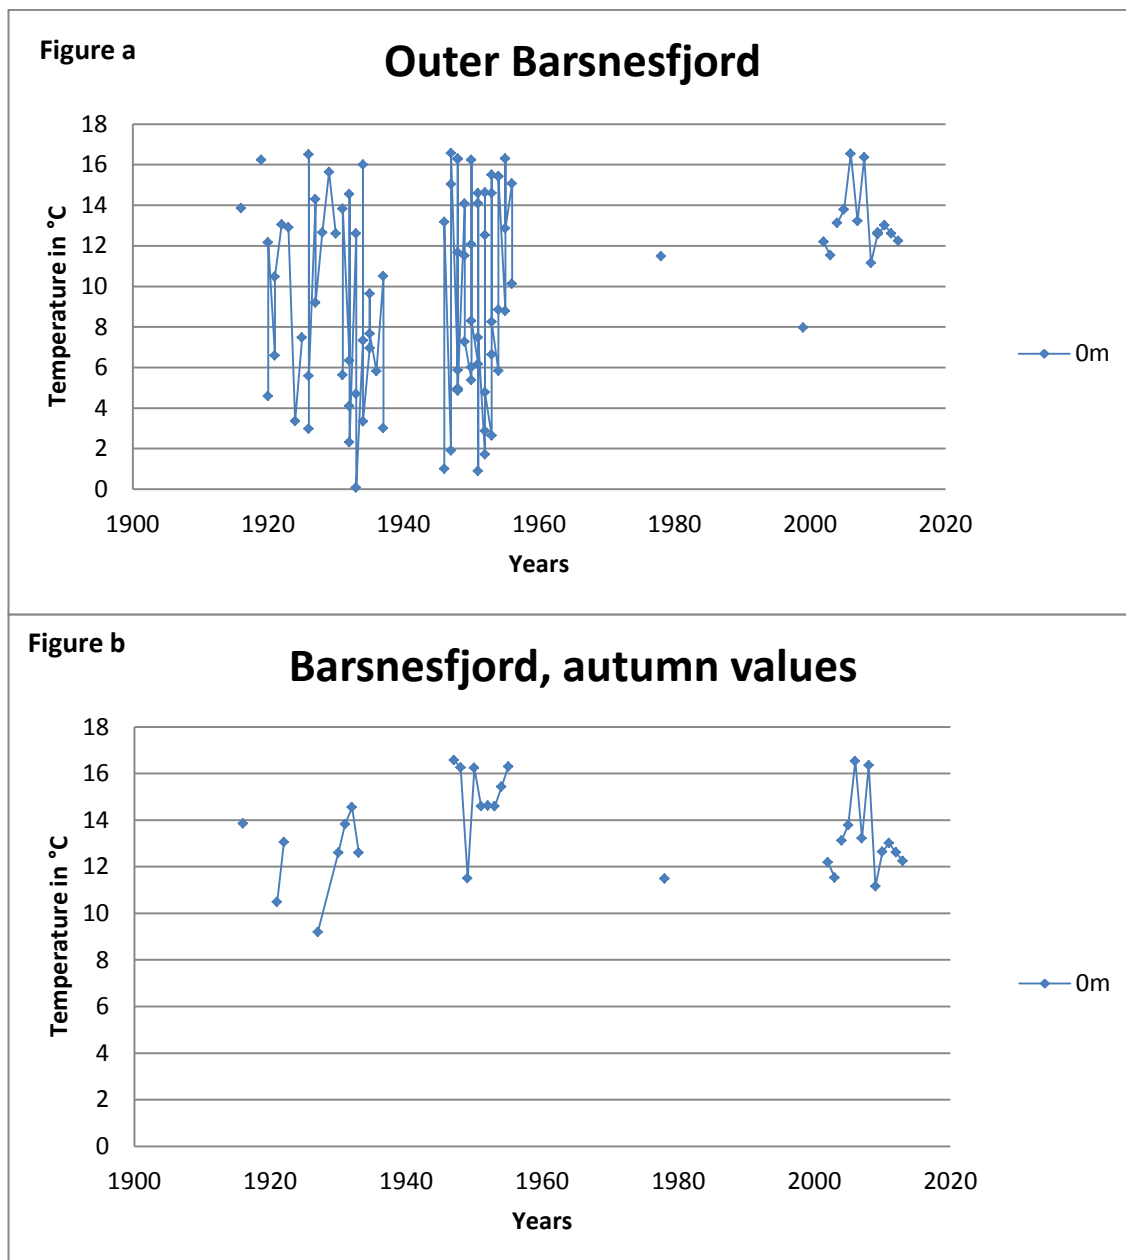 Figure a
Outer Barsnesfjord
18
16
14
12
10
8
6
4
2
0
Temperature in °C
1900 1920 1940 1960 1980 2000 2020
Years
0m
Figure b
Barsnesfjord, autumn values
18
16
14
12
10
8
6
4
2
0
Temperature in °C
1900 1920 1940 1960 1980 2000 2020
Years
0m